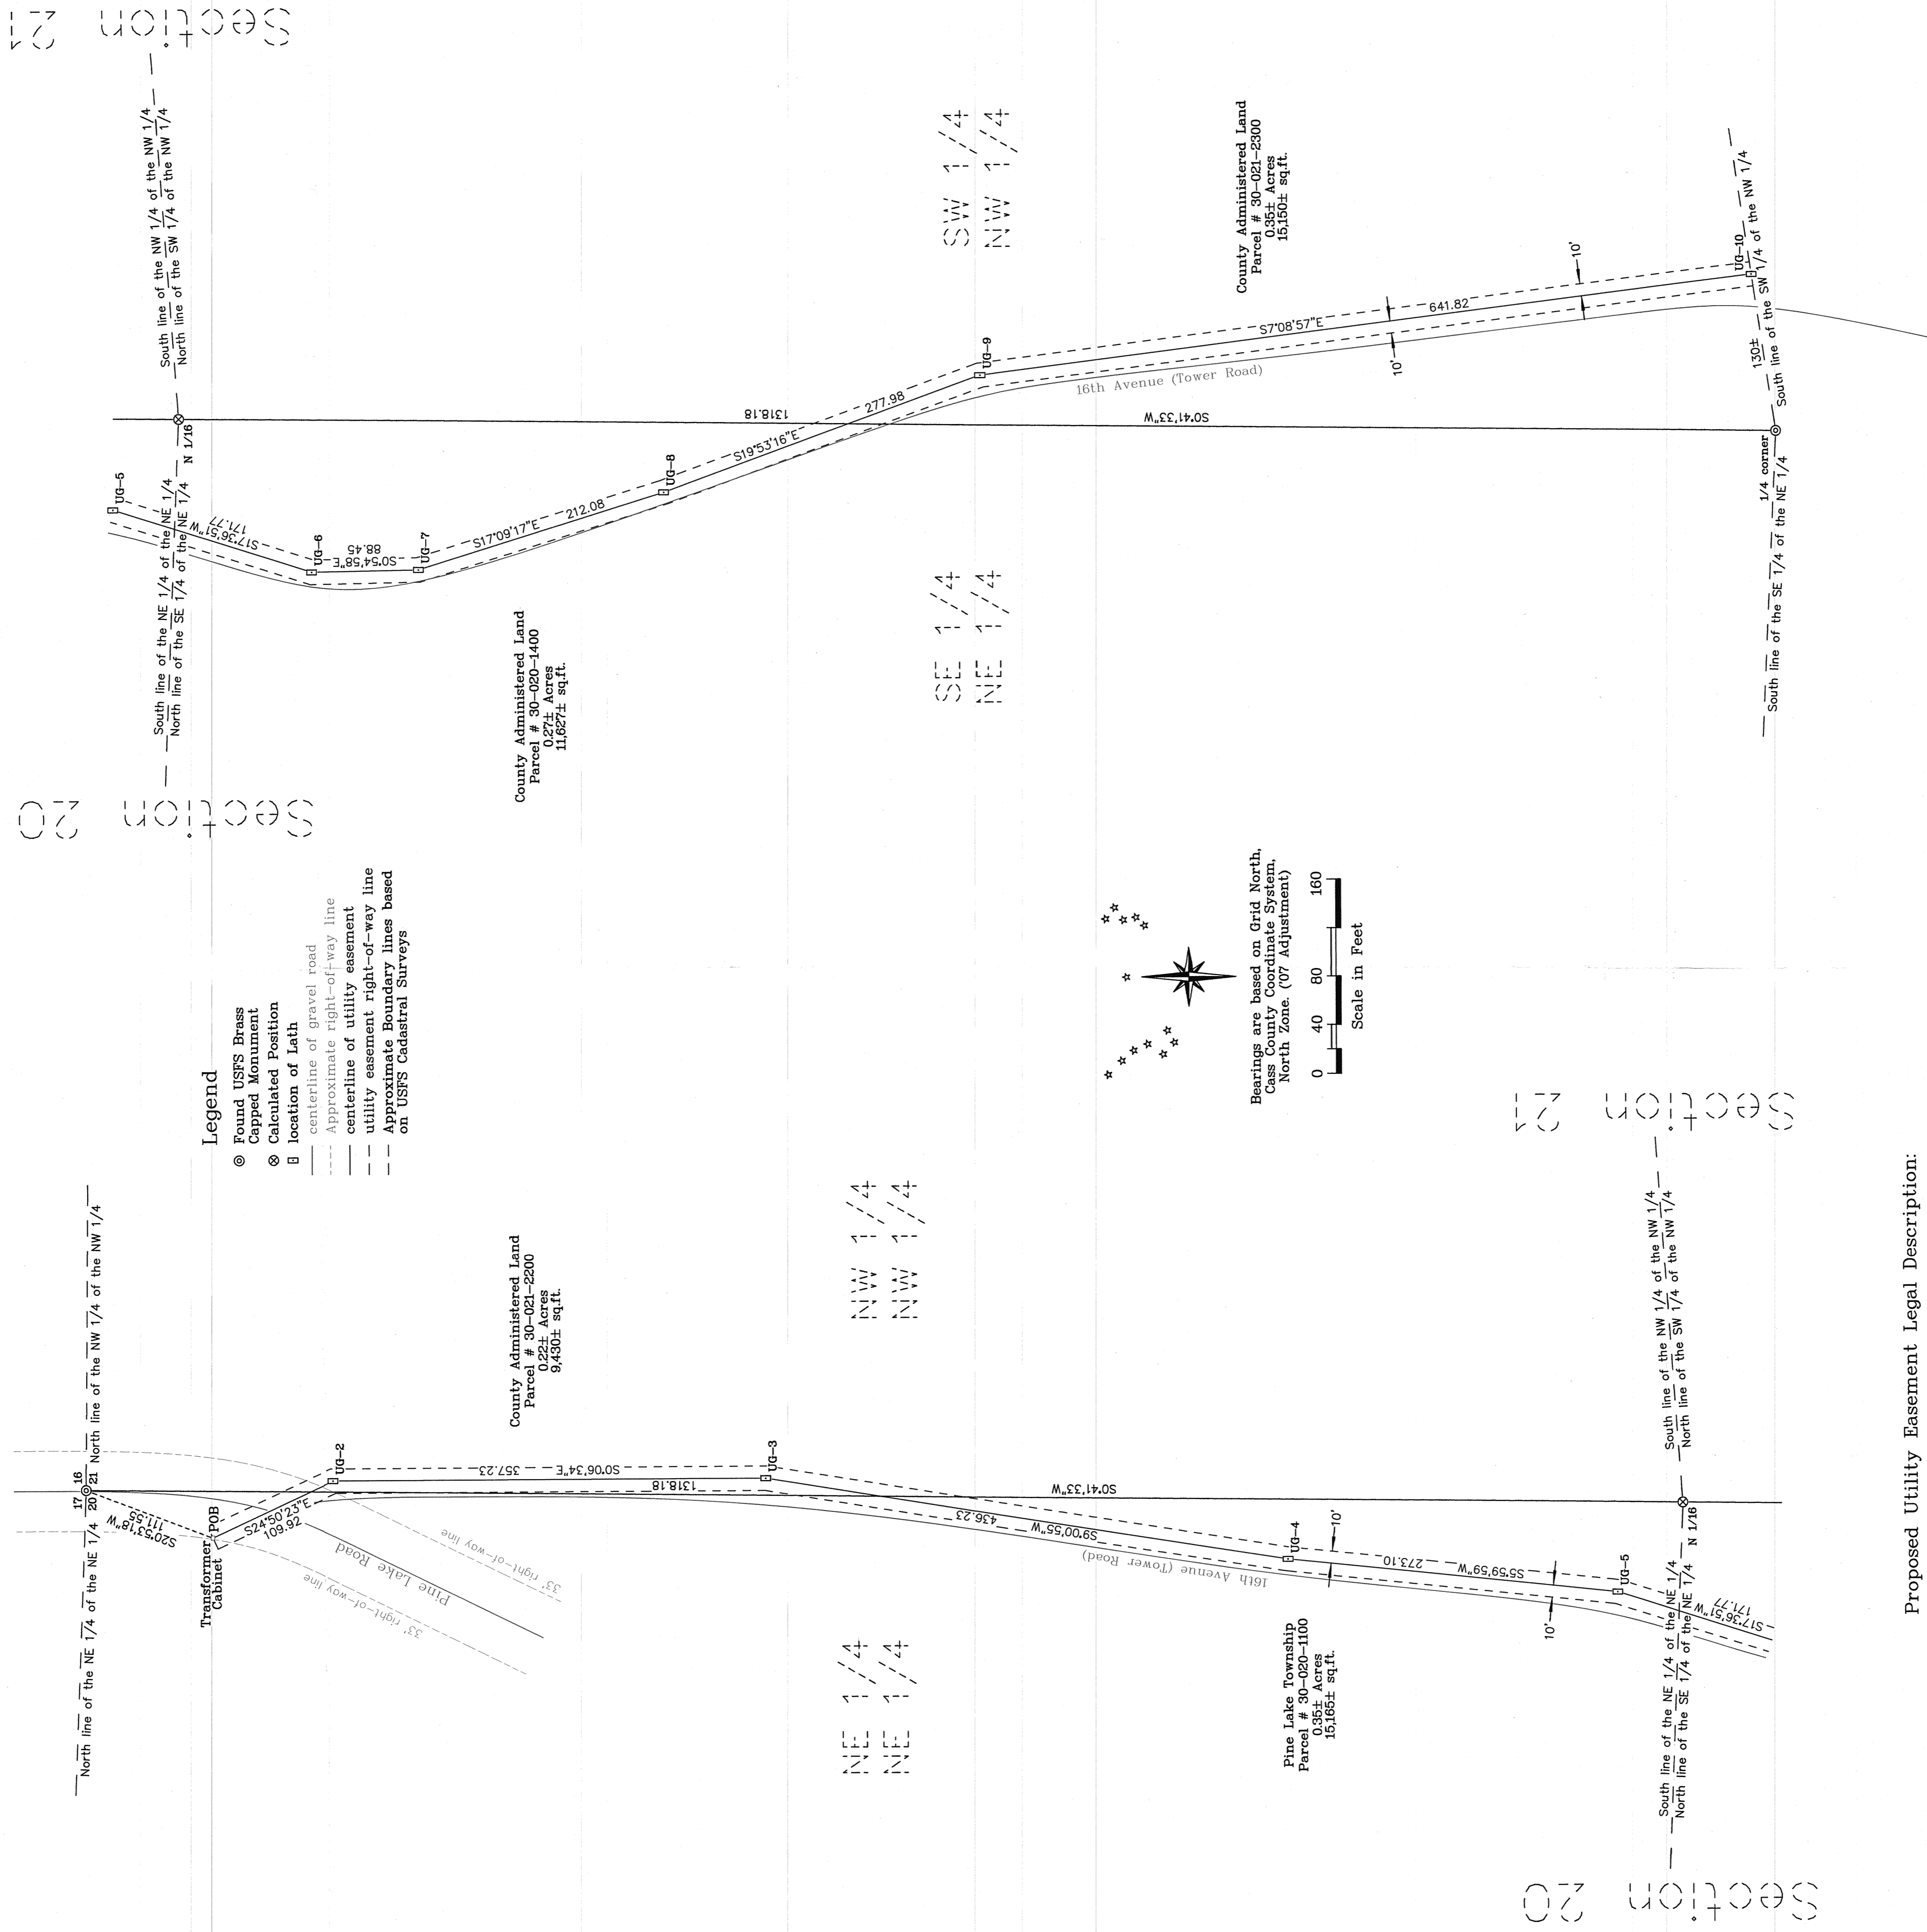 Section 21
South line of the NW 1/4 of the NW 1/4
North line of the SW 1/4 of the NW 1/4
N 1/16
South line of the NE 1/4 of the NE 1/4
North line of the SE 1/4 of the NE 1/4
Section 20
UG-5
S17°36'51"W
171.77
UG-6
S0°54'58"E
88.45
UG-7
S17°09'17"E
212.08
UG-8
S19°53'16"E
277.98
UG-9
1318.18
S0°41'33"W
16th Avenue (Tower Road)
S7°08'57"E
641.82
10'
10'
UG-10
130±
South line of the SW 1/4 of the NW 1/4
1/4 corner
South line of the SE 1/4 of the NE 1/4
SW 1/4
NW 1/4
SE 1/4
NE 1/4
County Administered Land
Parcel # 30-021-2300
0.35± Acres
15,150± sq.ft.
County Administered Land
Parcel # 30-020-1400
0.27± Acres
11,627± sq.ft.
Legend
Found USFS Brass
Capped Monument
Calculated Position
location of Lath
centerline of gravel road
Approximate right-of-way line
centerline of utility easement
utility easement right-of-way line
Approximate Boundary lines based
on USFS Cadastral Surveys
Bearings are based on Grid North,
Cass County Coordinate System,
North Zone. ('07 Adjustment)
0 40 80 160
Scale in Feet
North line of the NW 1/4 of the NW 1/4
17 16
20 21
North line of the NE 1/4 of the NE 1/4
S20°53'18"W
111.55
POB
Transformer
Cabinet
S24°50'23"E
109.92
UG-2
Pine Lake Road
33' right-of-way line
33' right-of-way line
S0°06'34"E
357.23
1318.18
UG-3
S0°41'33"W
S9°00'55"W
436.23
16th Avenue (Tower Road)
UG-4
10'
10'
S5°59'59"W
273.10
UG-5
S17°36'51"W
171.77
County Administered Land
Parcel # 30-021-2200
0.22± Acres
9,430± sq.ft.
NW 1/4
NW 1/4
NE 1/4
NE 1/4
Pine Lake Township
Parcel # 30-020-1100
0.35± Acres
15,165± sq.ft.
Section 21
South line of the NW 1/4 of the NW 1/4
North line of the SW 1/4 of the NW 1/4
N 1/16
South line of the NE 1/4 of the NE 1/4
North line of the SE 1/4 of the NE 1/4
Section 20
Proposed Utility Easement Legal Description: